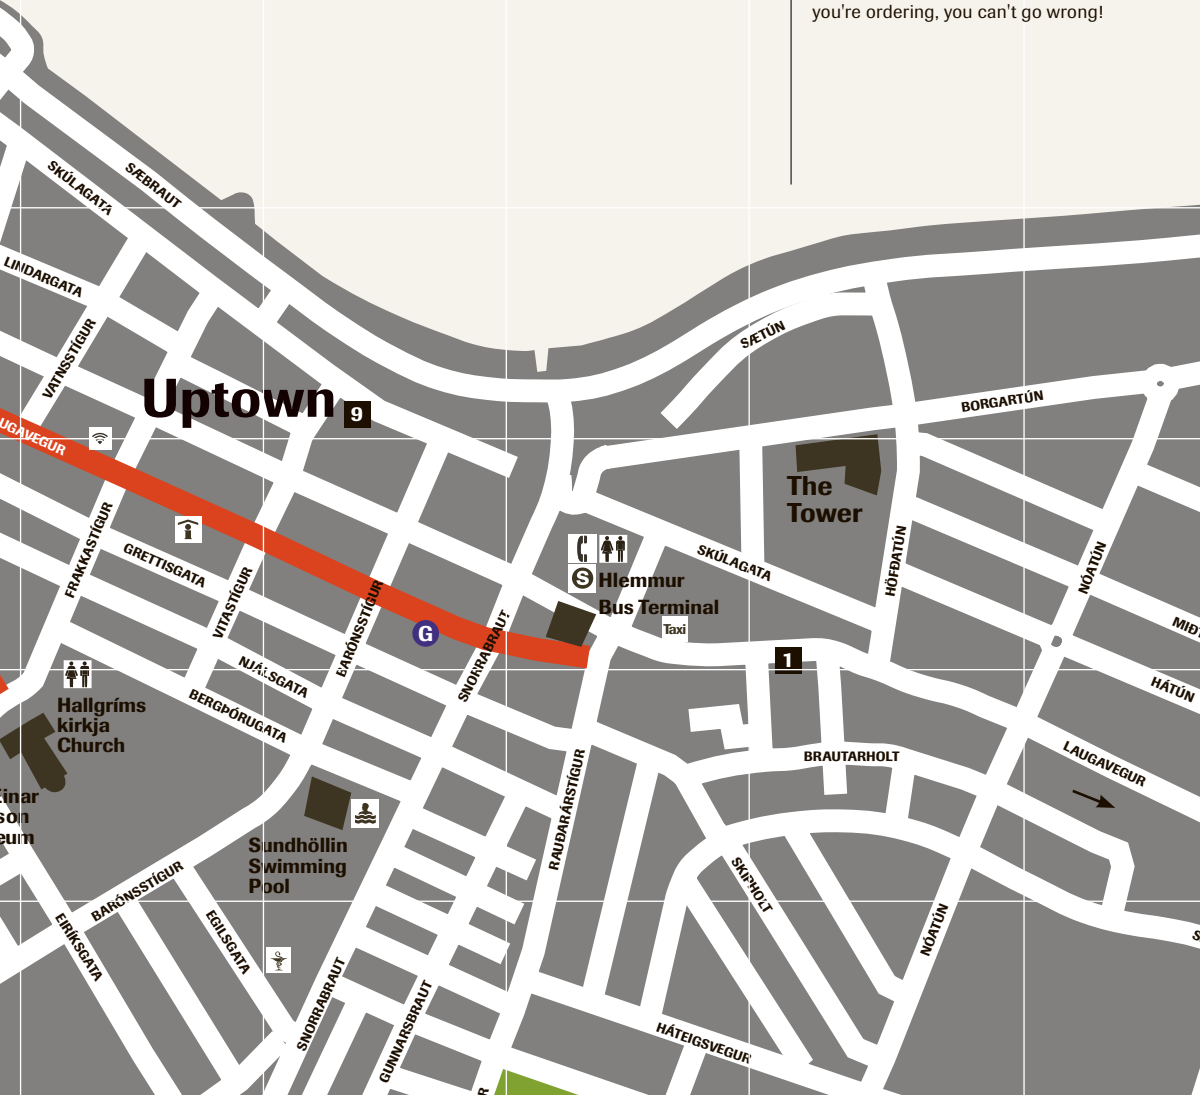 you're ordering, you can't go wrong!
SÆBRAUT
SKÚLAGATA
LINDARGATA
VATNSSTÍGUR
SÆTÚN
Uptown
9
BORGARTÚN
UGAVEGUR
The
Tower
FRAKKASTÍGUR
GRETTISGATA
VITASTÍGUR
BARÓNSSTÍGUR
G
SNORRABRAUT
S
Hlemmur
Bus Terminal
Taxi
SKÚLAGATA
HÖFÐATÚN
NÓATÚN
MIÐT
HÁTÚN
1
NJÁLSGATA
BERGÞÓRUGATA
Hallgríms
kirkja
Church
Einar
son
eum
LAUGAVEGUR
BRAUTARHOLT
RAUÐARÁRSTÍGUR
Sundhöllin
Swimming
Pool
BARÓNSSTÍGUR
EIRÍKSGATA
EGILSGATA
SKIPHOLT
NÓATÚN
S
SNORRABRAUT
GUNNARSBRAUT
HÁTEIGSVEGUR
R